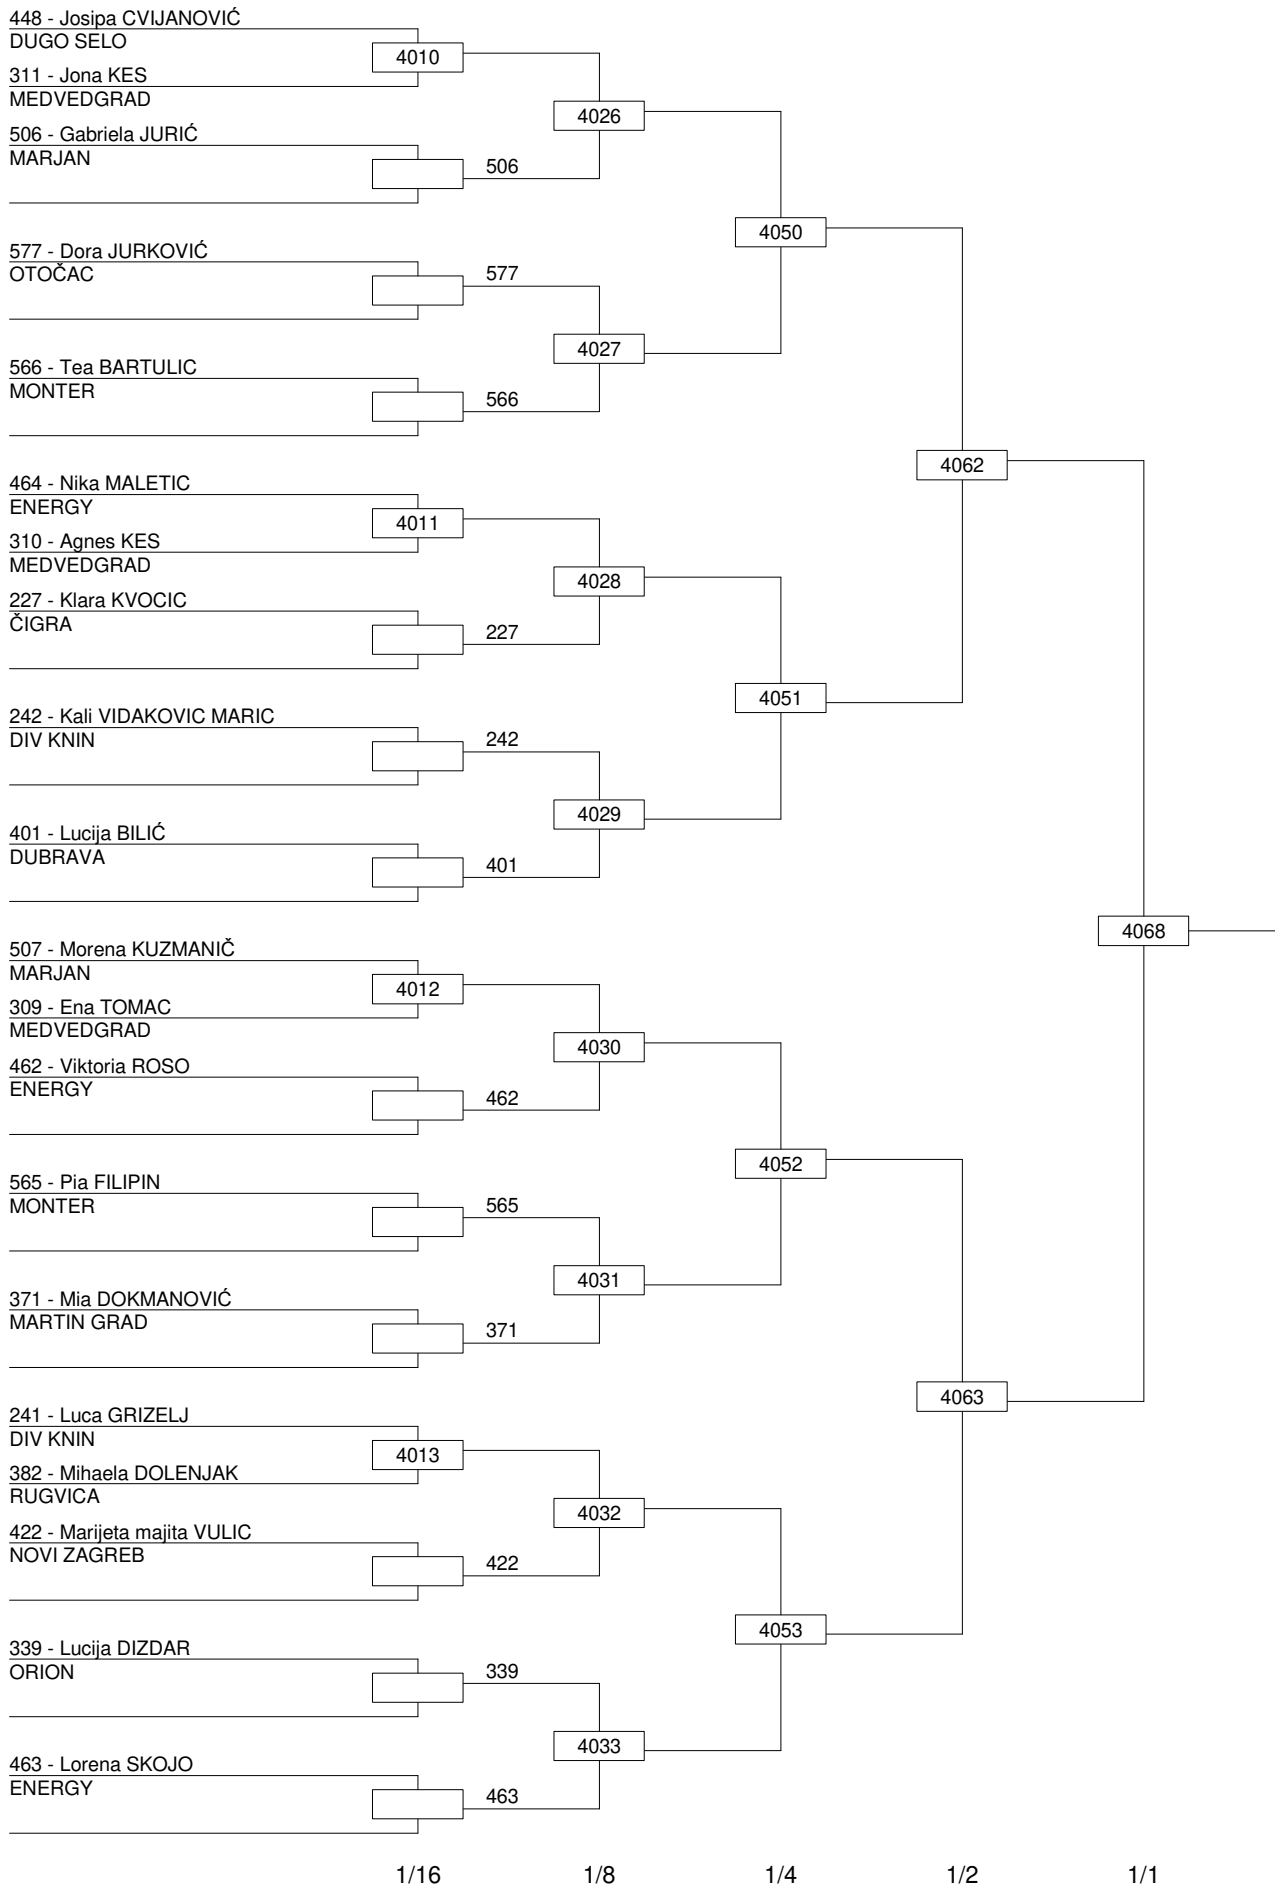 448 - Josipa CVIJANOVIĆ
DUGO SELO
4010
311 - Jona KES
MEDVEDGRAD
4026
506 - Gabriela JURIĆ
MARJAN
506
4050
577 - Dora JURKOVIĆ
OTOČAC
577
4027
566 - Tea BARTULIC
MONTER
566
4062
464 - Nika MALETIC
ENERGY
4011
310 - Agnes KES
MEDVEDGRAD
4028
227 - Klara KVOCIC
ČIGRA
227
4051
242 - Kali VIDAKOVIC MARIC
DIV KNIN
242
4029
401 - Lucija BILIĆ
DUBRAVA
401
4068
507 - Morena KUZMANIČ
MARJAN
4012
309 - Ena TOMAC
MEDVEDGRAD
4030
462 - Viktoria ROSO
ENERGY
462
4052
565 - Pia FILIPIN
MONTER
565
4031
371 - Mia DOKMANOVIĆ
MARTIN GRAD
371
4063
241 - Luca GRIZELJ
DIV KNIN
4013
382 - Mihaela DOLENJAK
RUGVICA
4032
422 - Marijeta majita VULIC
NOVI ZAGREB
422
4053
339 - Lucija DIZDAR
ORION
339
4033
463 - Lorena SKOJO
ENERGY
463
1/16 1/8 1/4 1/2 1/1